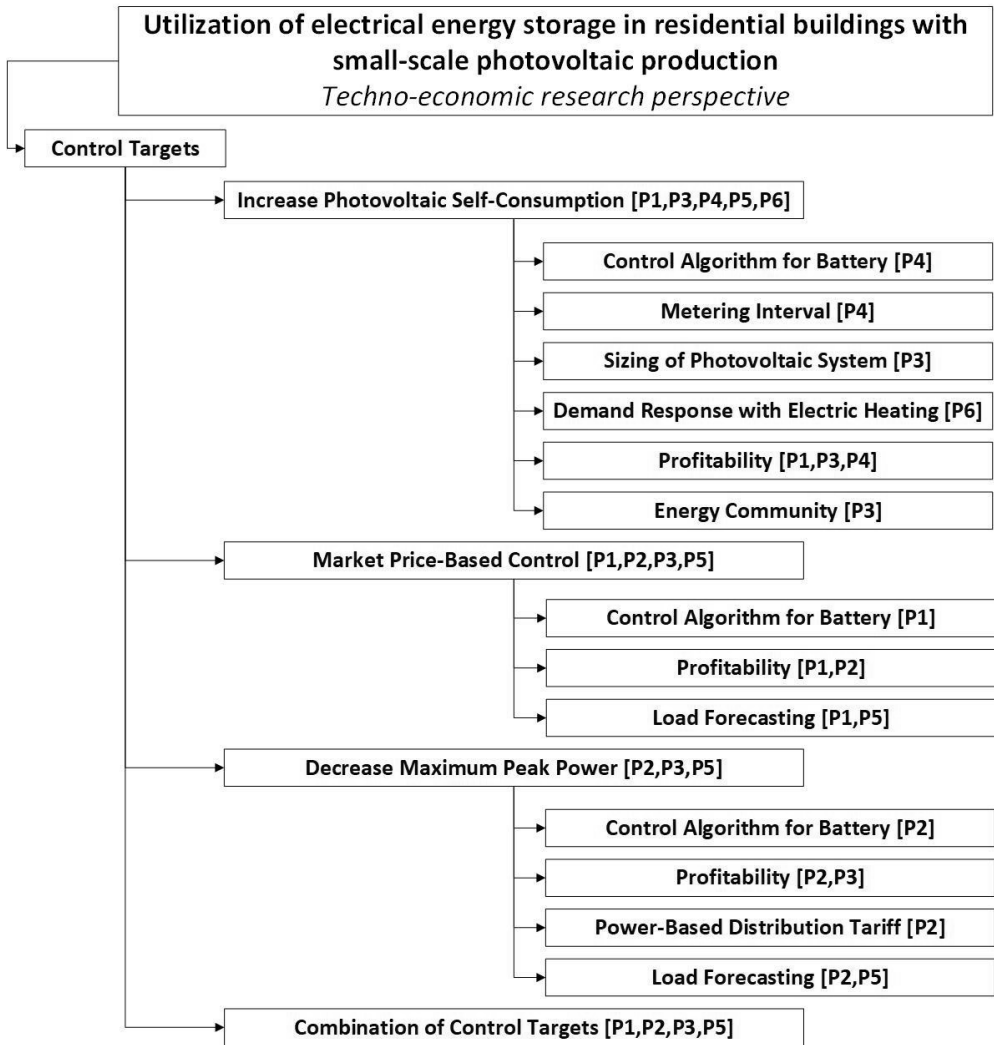 Utilization of electrical energy storage in residential buildings with
small-scale photovoltaic production
Techno-economic research perspective
Control Targets
Increase Photovoltaic Self-Consumption [P1,P3,P4,P5,P6]
Control Algorithm for Battery [P4]
Metering Interval [P4]
Sizing of Photovoltaic System [P3]
Demand Response with Electric Heating [P6]
Profitability [P1,P3,P4]
Energy Community [P3]
Market Price-Based Control [P1,P2,P3,P5]
Control Algorithm for Battery [P1]
Profitability [P1,P2]
Load Forecasting [P1,P5]
Decrease Maximum Peak Power [P2,P3,P5]
Control Algorithm for Battery [P2]
Profitability [P2,P3]
Power-Based Distribution Tariff [P2]
Load Forecasting [P2,P5]
Combination of Control Targets [P1,P2,P3,P5]